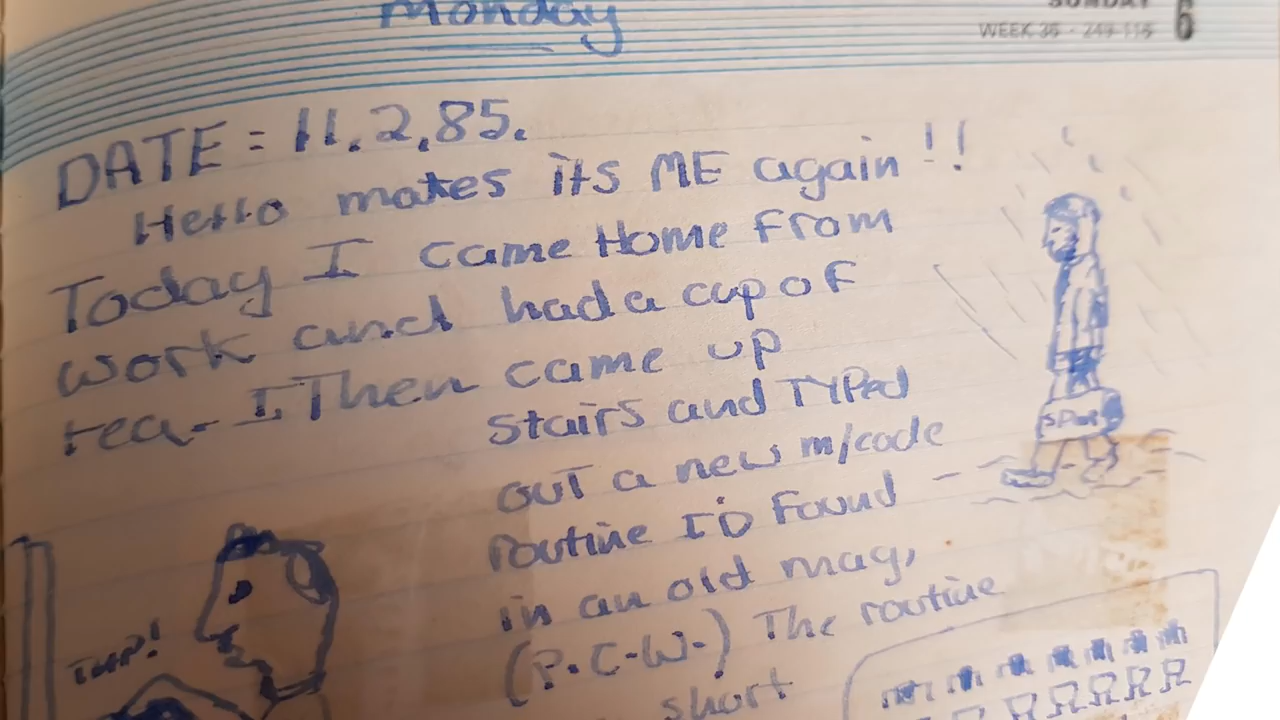 Monday
SUNDAY 6
WEEK 36 · 249-116
DATE = 11.2.85.
Hello makes its ME again !!
Today I came Home From
work and had a cup of
tea - I Then came up
stairs and TYPed
out a new m/code -
routine I'D Found
in an old mag,
(P.C.W.) The routine
short
TAP!